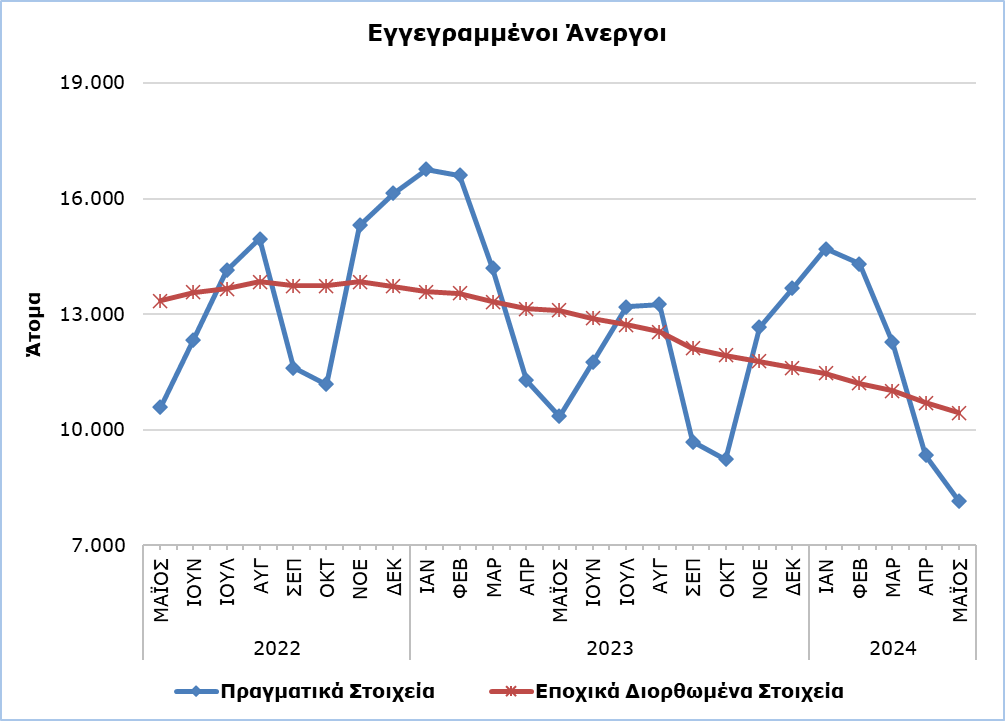 Εγγεγραμμένοι Άνεργοι
19.000
16.000
13.000
10.000
7.000
Άτομα
ΜΑΪΟΣ ΙΟΥΝ ΙΟΥΛ ΑΥΓ ΣΕΠ ΟΚΤ ΝΟΕ ΔΕΚ ΙΑΝ ΦΕΒ ΜΑΡ ΑΠΡ ΜΑΪΟΣ ΙΟΥΝ ΙΟΥΛ ΑΥΓ ΣΕΠ ΟΚΤ ΝΟΕ ΔΕΚ ΙΑΝ ΦΕΒ ΜΑΡ ΑΠΡ ΜΑΪΟΣ
2022 2023 2024
Πραγματικά Στοιχεία Εποχικά Διορθωμένα Στοιχεία